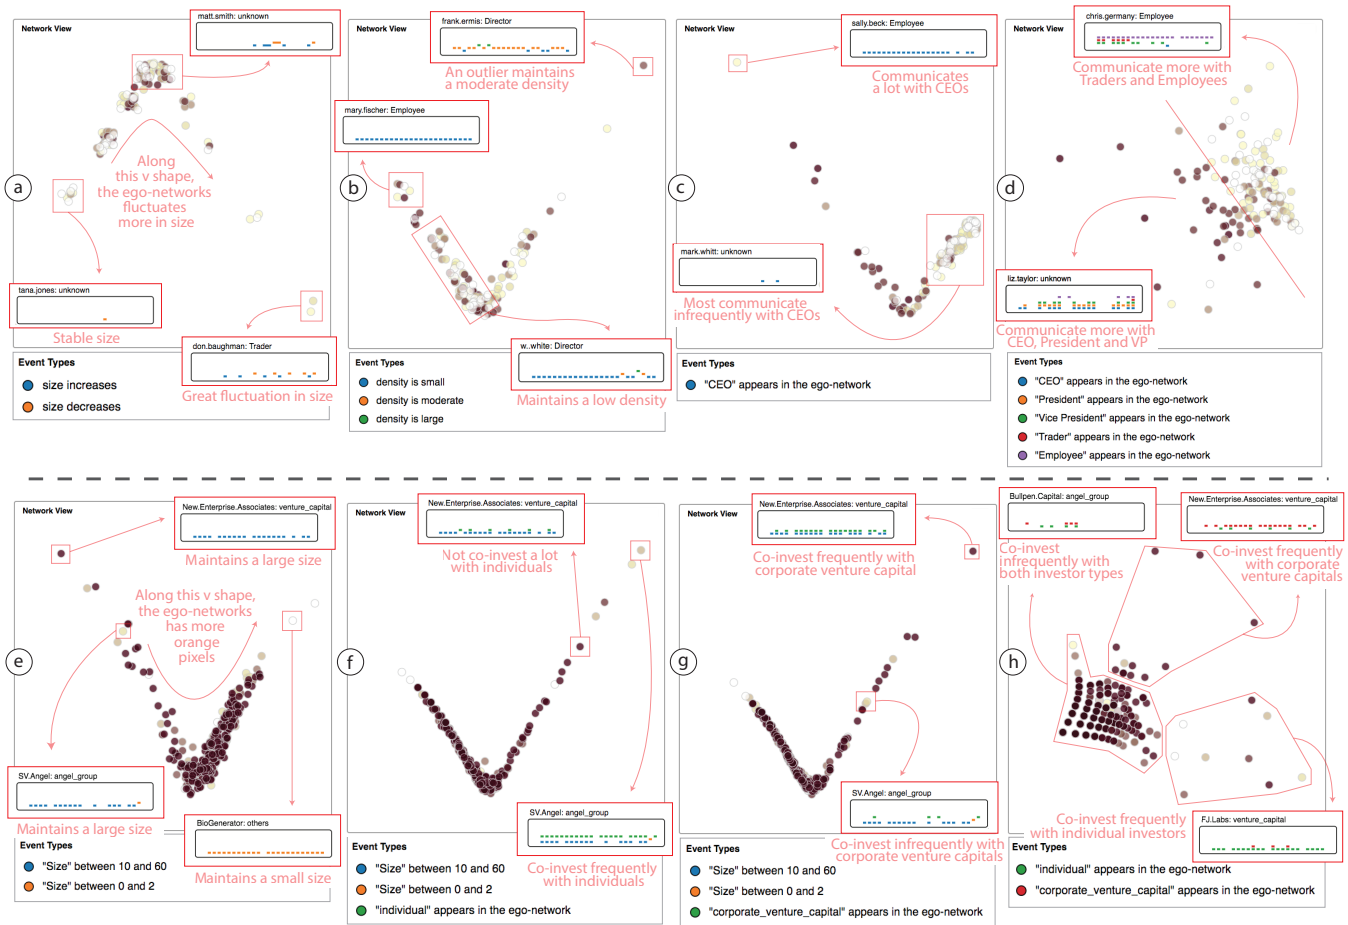 Network View
matt.smith: unknown
Along
this v shape,
the ego-networks
fluctuates
more in size
a
tana.jones: unknown
Stable size
don.baughman: Trader
Great fluctuation in size
Event Types
size increases
size decreases
Network View
frank.ermis: Director
An outlier maintains
a moderate density
mary.fischer: Employee
b
w..white: Director
Maintains a low density
Event Types
density is small
density is moderate
density is large
Network View
sally.beck: Employee
Communicates
a lot with CEOs
c
mark.whitt: unknown
Most communicate
infrequently with CEOs
Event Types
"CEO" appears in the ego-network
Network View
chris.germany: Employee
Communicate more with
Traders and Employees
d
liz.taylor: unknown
Communicate more with
CEO, President and VP
Event Types
"CEO" appears in the ego-network
"President" appears in the ego-network
"Vice President" appears in the ego-network
"Trader" appears in the ego-network
"Employee" appears in the ego-network
Network View
New.Enterprise.Associates: venture_capital
Maintains a large size
Along this v shape,
the ego-networks
has more
orange
pixels
e
SV.Angel: angel_group
Maintains a large size
BioGenerator: others
Maintains a small size
Event Types
"Size" between 10 and 60
"Size" between 0 and 2
Network View
New.Enterprise.Associates: venture_capital
Not co-invest a lot
with individuals
f
SV.Angel: angel_group
Co-invest frequently
with individuals
Event Types
"Size" between 10 and 60
"Size" between 0 and 2
"individual" appears in the ego-network
Network View
New.Enterprise.Associates: venture_capital
Co-invest frequently with
corporate venture capital
g
SV.Angel: angel_group
Co-invest infrequently with
corporate venture capitals
Event Types
"Size" between 10 and 60
"Size" between 0 and 2
"corporate_venture_capital" appears in the ego-network
Bullpen.Capital: angel_group
Co-invest
infrequently with
both investor types
New.Enterprise.Associates: venture_capital
Co-invest frequently
with corporate
venture capitals
h
Co-invest frequently
with individual investors
FJ.Labs: venture_capital
Event Types
"individual" appears in the ego-network
"corporate_venture_capital" appears in the ego-network